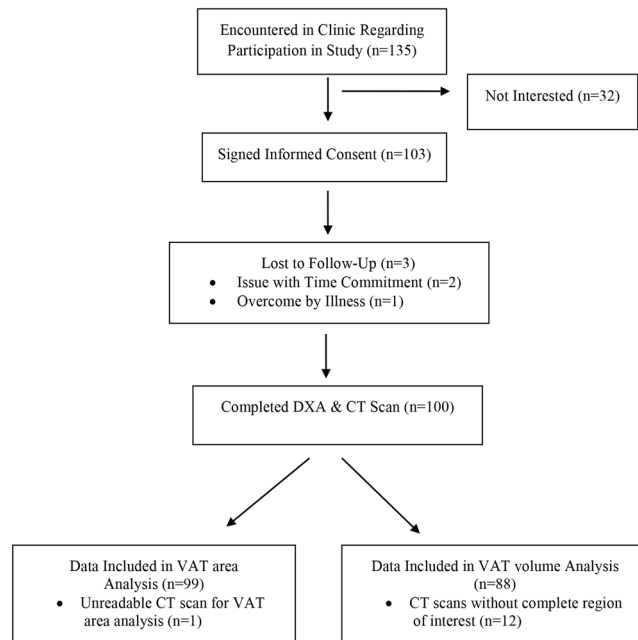 Encountered in Clinic Regarding
Participation in Study (n=135)
Not Interested (n=32)
Signed Informed Consent (n=103)
Lost to Follow-Up (n=3)
• Issue with Time Commitment (n=2)
• Overcome by Illness (n=1)
Completed DXA & CT Scan (n=100)
Data Included in VAT area
Analysis (n=99)
• Unreadable CT scan for VAT
area analysis (n=1)
Data Included in VAT volume Analysis
(n=88)
• CT scans without complete region
of interest (n=12)